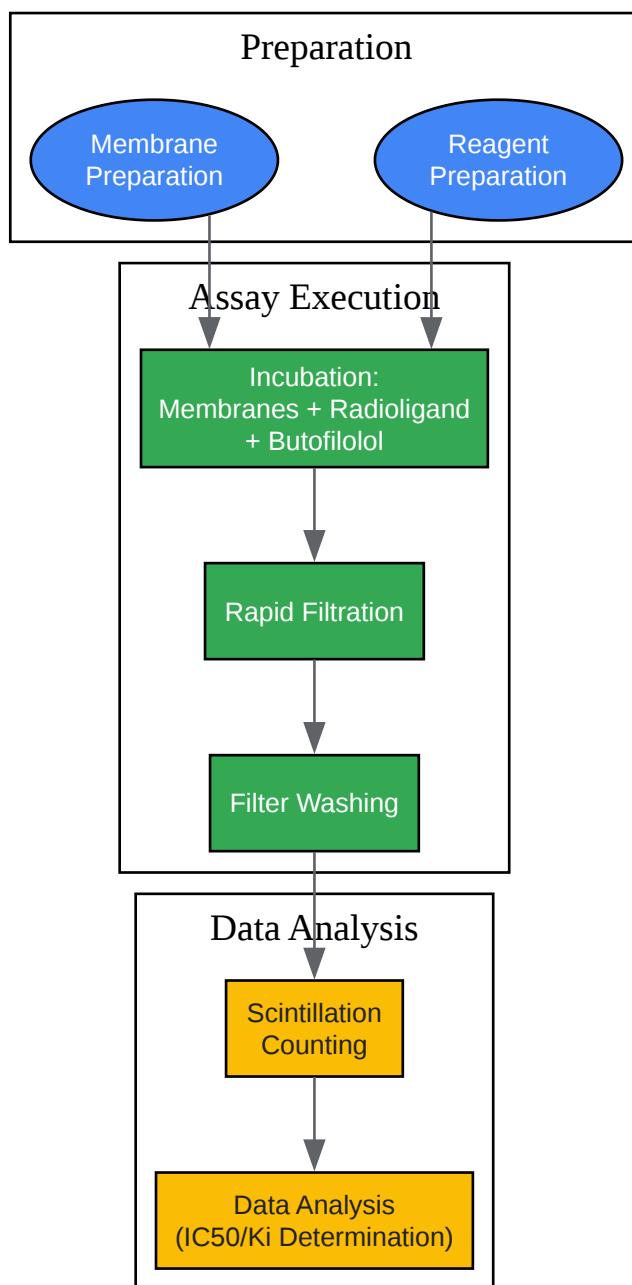 Preparation
Membrane
Preparation
Reagent
Preparation
Assay Execution
Incubation:
Membranes + Radioligand
+ Butofilolol
Rapid Filtration
Filter Washing
Data Analysis
Scintillation
Counting
Data Analysis
(IC50/Ki Determination)